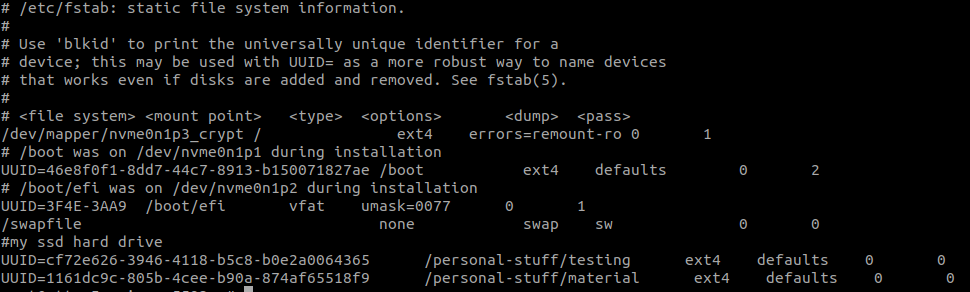 # /etc/fstab: static file system information.
#
# Use 'blkid' to print the universally unique identifier for a
# device; this may be used with UUID= as a more robust way to name devices
# that works even if disks are added and removed. See fstab(5).
#
# <file system> <mount point>   <type>  <options>       <dump>  <pass>
/dev/mapper/nvme0n1p3_crypt /               ext4    errors=remount-ro 0       1
# /boot was on /dev/nvme0n1p1 during installation
UUID=46e8f0f1-8dd7-44c7-8913-b150071827ae /boot           ext4    defaults        0       2
# /boot/efi was on /dev/nvme0n1p2 during installation
UUID=3F4E-3AA9  /boot/efi       vfat    umask=0077      0       1
/swapfile                                 none            swap    sw              0       0
#my ssd hard drive
UUID=cf72e626-3946-4118-b5c8-b0e2a0064365      /personal-stuff/testing      ext4    defaults    0    0
UUID=1161dc9c-805b-4cee-b90a-874af65518f9      /personal-stuff/material     ext4    defaults    0    0